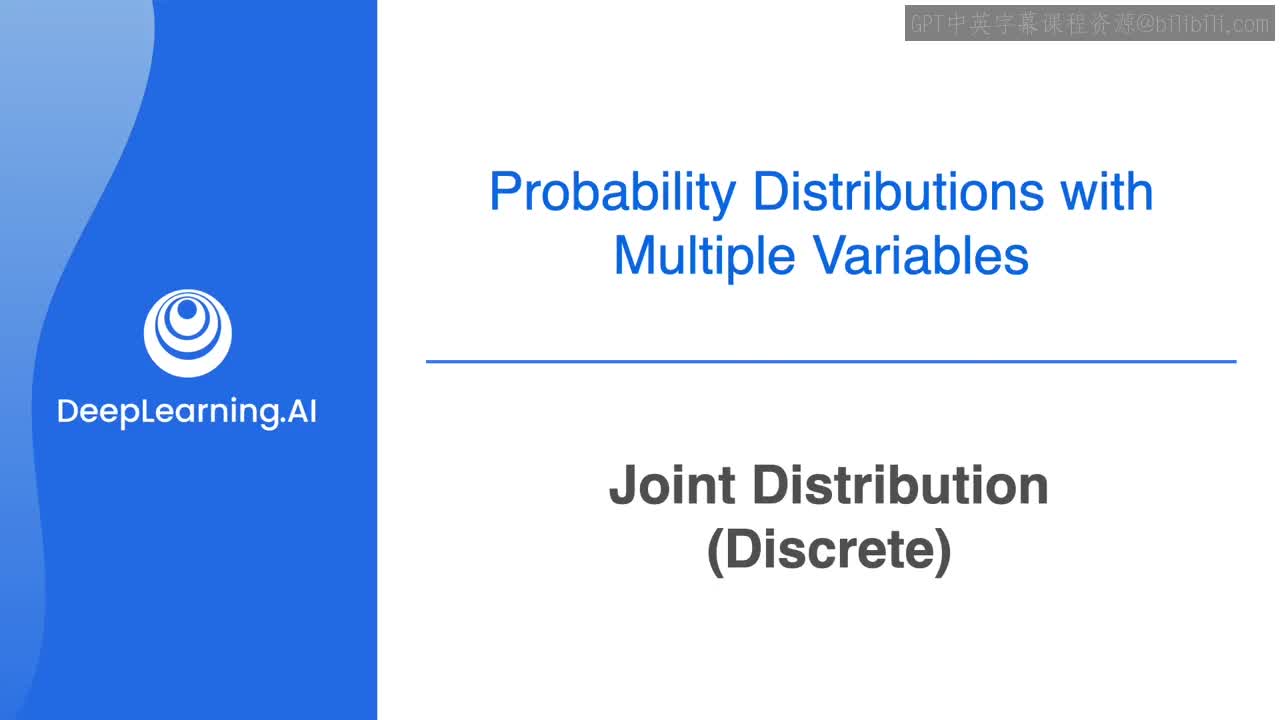 GPT中英字幕课程资源@bilibili.com
Probability Distributions with
Multiple Variables
DeepLearning.AI
Joint Distribution
(Discrete)